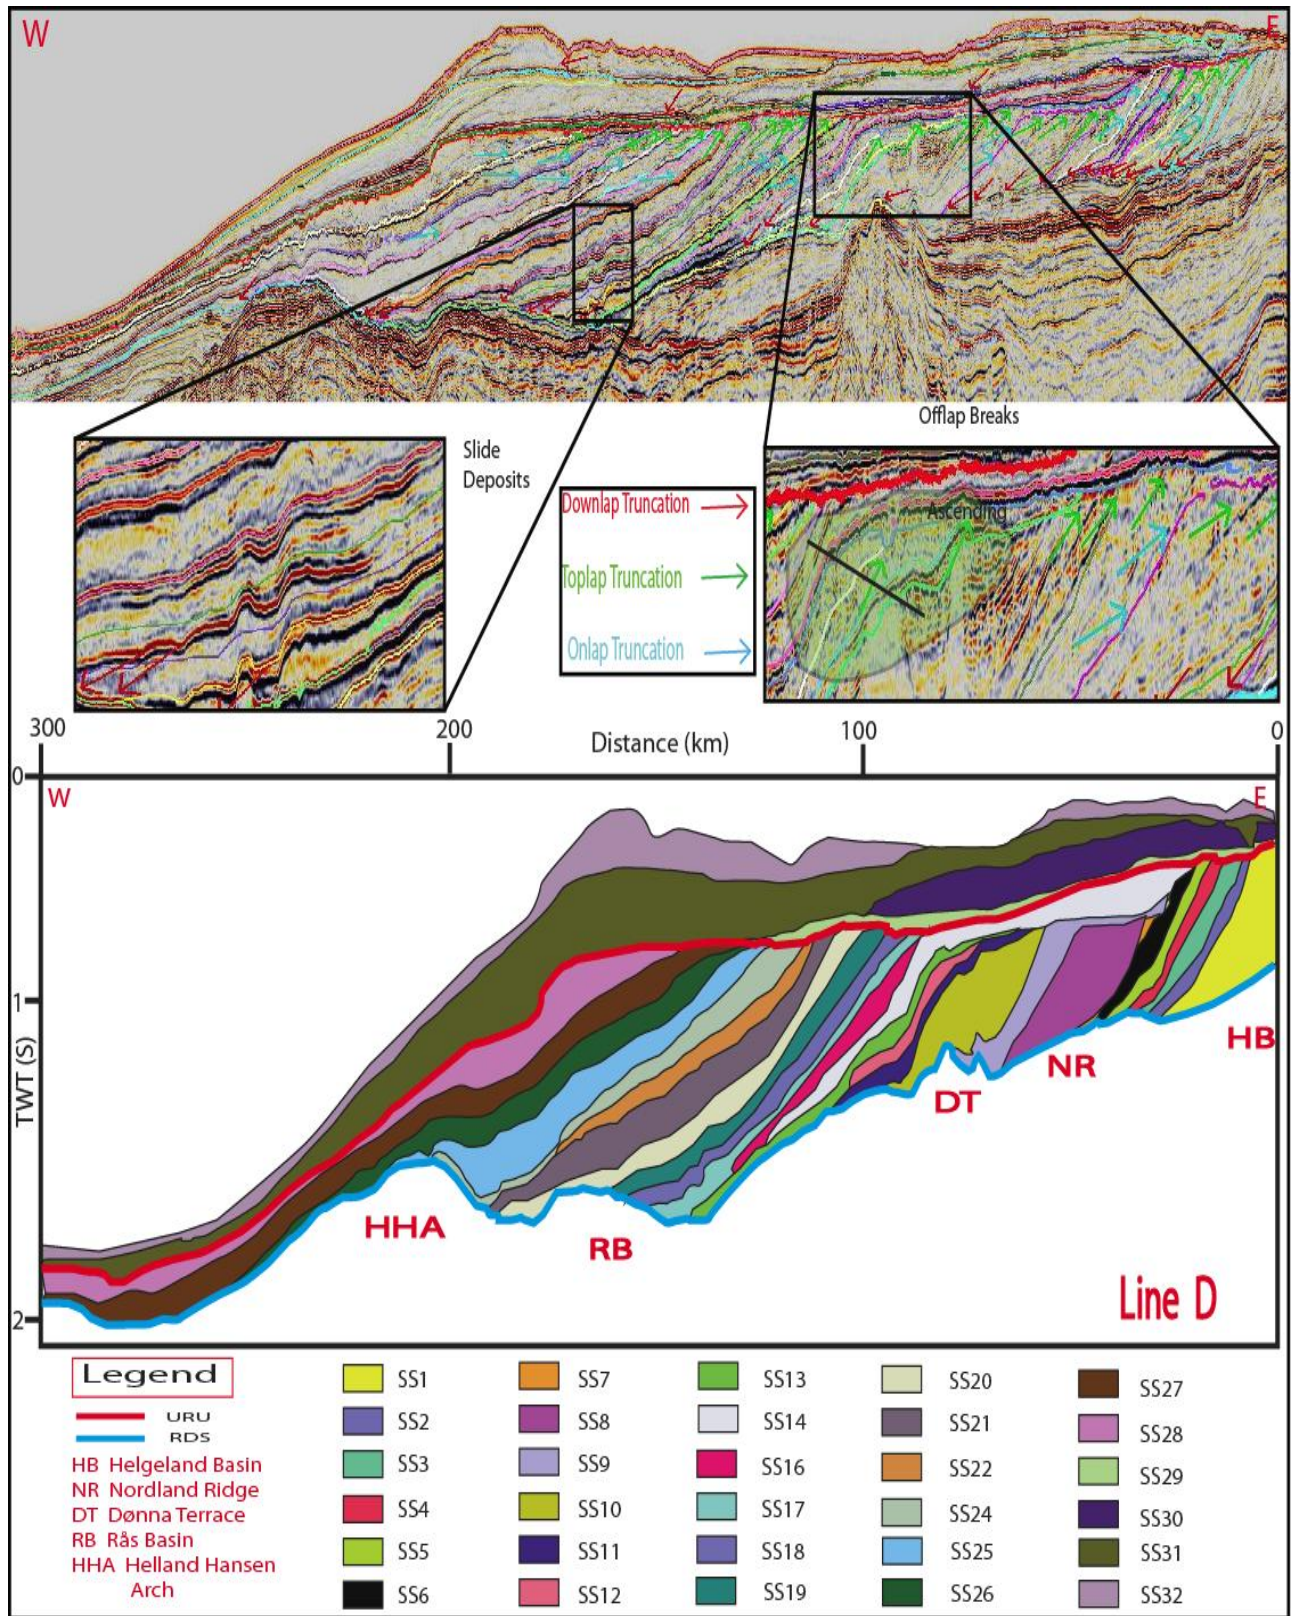 W
E
Offlap Breaks
Slide
Deposits
Downlap Truncation
Toplap Truncation
Onlap Truncation
Ascending
300
200
Distance (km)
100
0
0
W
E
1
TWT (S)
HB
NR
DT
HHA
RB
Line D
2
Legend
URU
RDS
HB Helgeland Basin
NR Nordland Ridge
DT Dønna Terrace
RB Rås Basin
HHA Helland Hansen
Arch
SS1
SS2
SS3
SS4
SS5
SS6
SS7
SS8
SS9
SS10
SS11
SS12
SS13
SS14
SS16
SS17
SS18
SS19
SS20
SS21
SS22
SS24
SS25
SS26
SS27
SS28
SS29
SS30
SS31
SS32